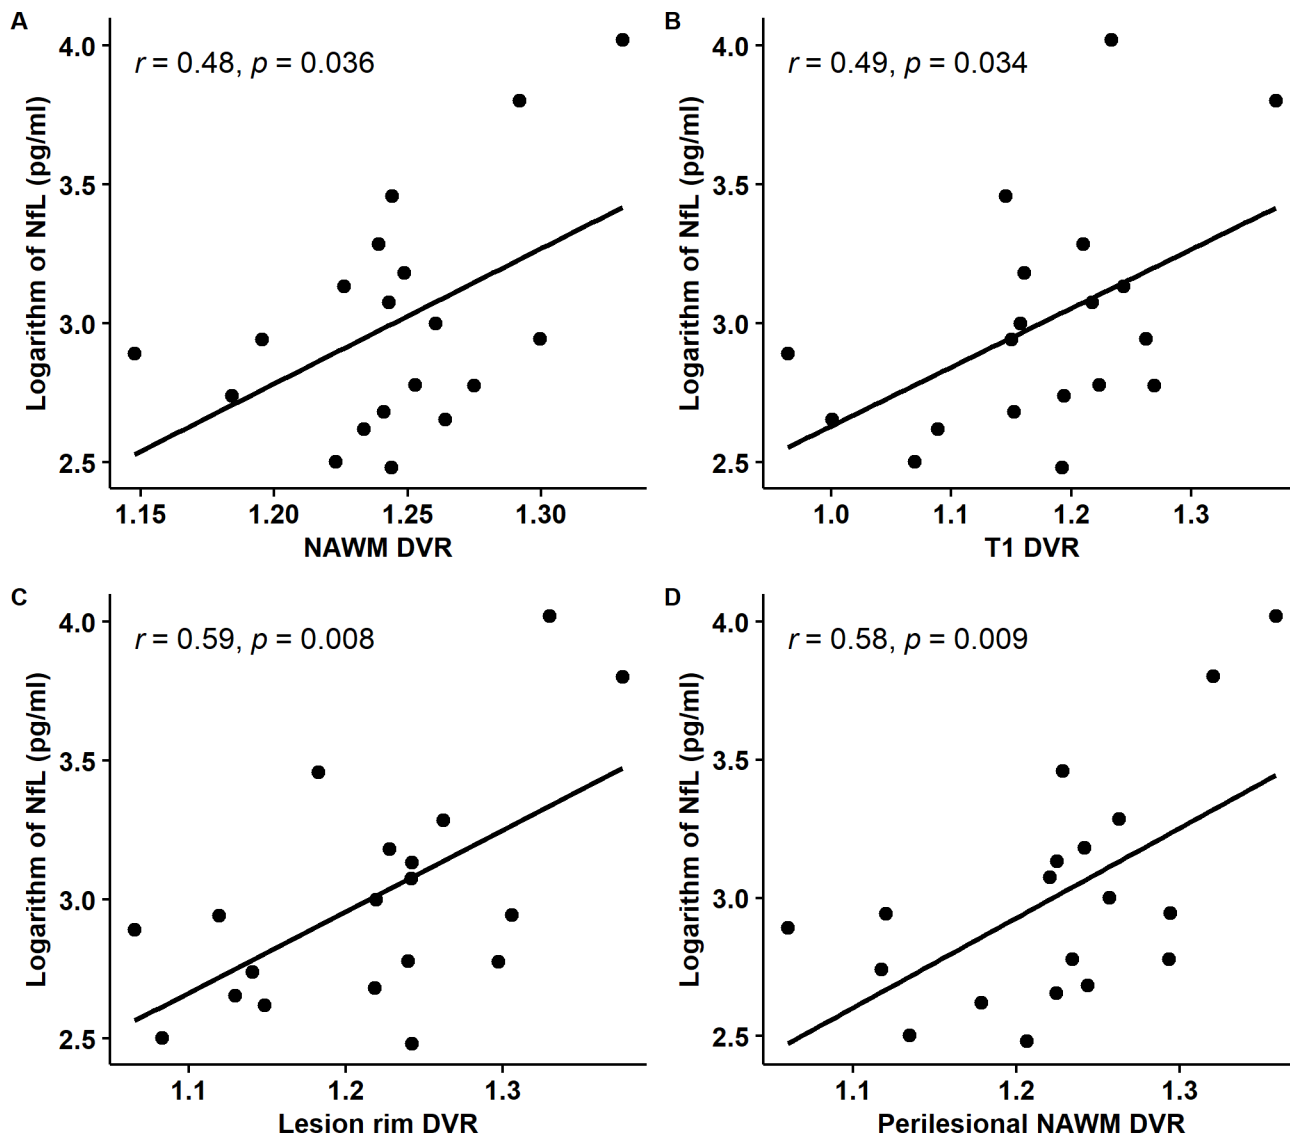 A
r = 0.48, p = 0.036
Logarithm of NfL (pg/ml)
4.0
3.5
3.0
2.5
1.15 1.20 1.25 1.30
NAWM DVR
B
r = 0.49, p = 0.034
Logarithm of NfL (pg/ml)
4.0
3.5
3.0
2.5
1.0 1.1 1.2 1.3
T1 DVR
C
r = 0.59, p = 0.008
Logarithm of NfL (pg/ml)
4.0
3.5
3.0
2.5
1.1 1.2 1.3
Lesion rim DVR
D
r = 0.58, p = 0.009
Logarithm of NfL (pg/ml)
4.0
3.5
3.0
2.5
1.1 1.2 1.3
Perilesional NAWM DVR